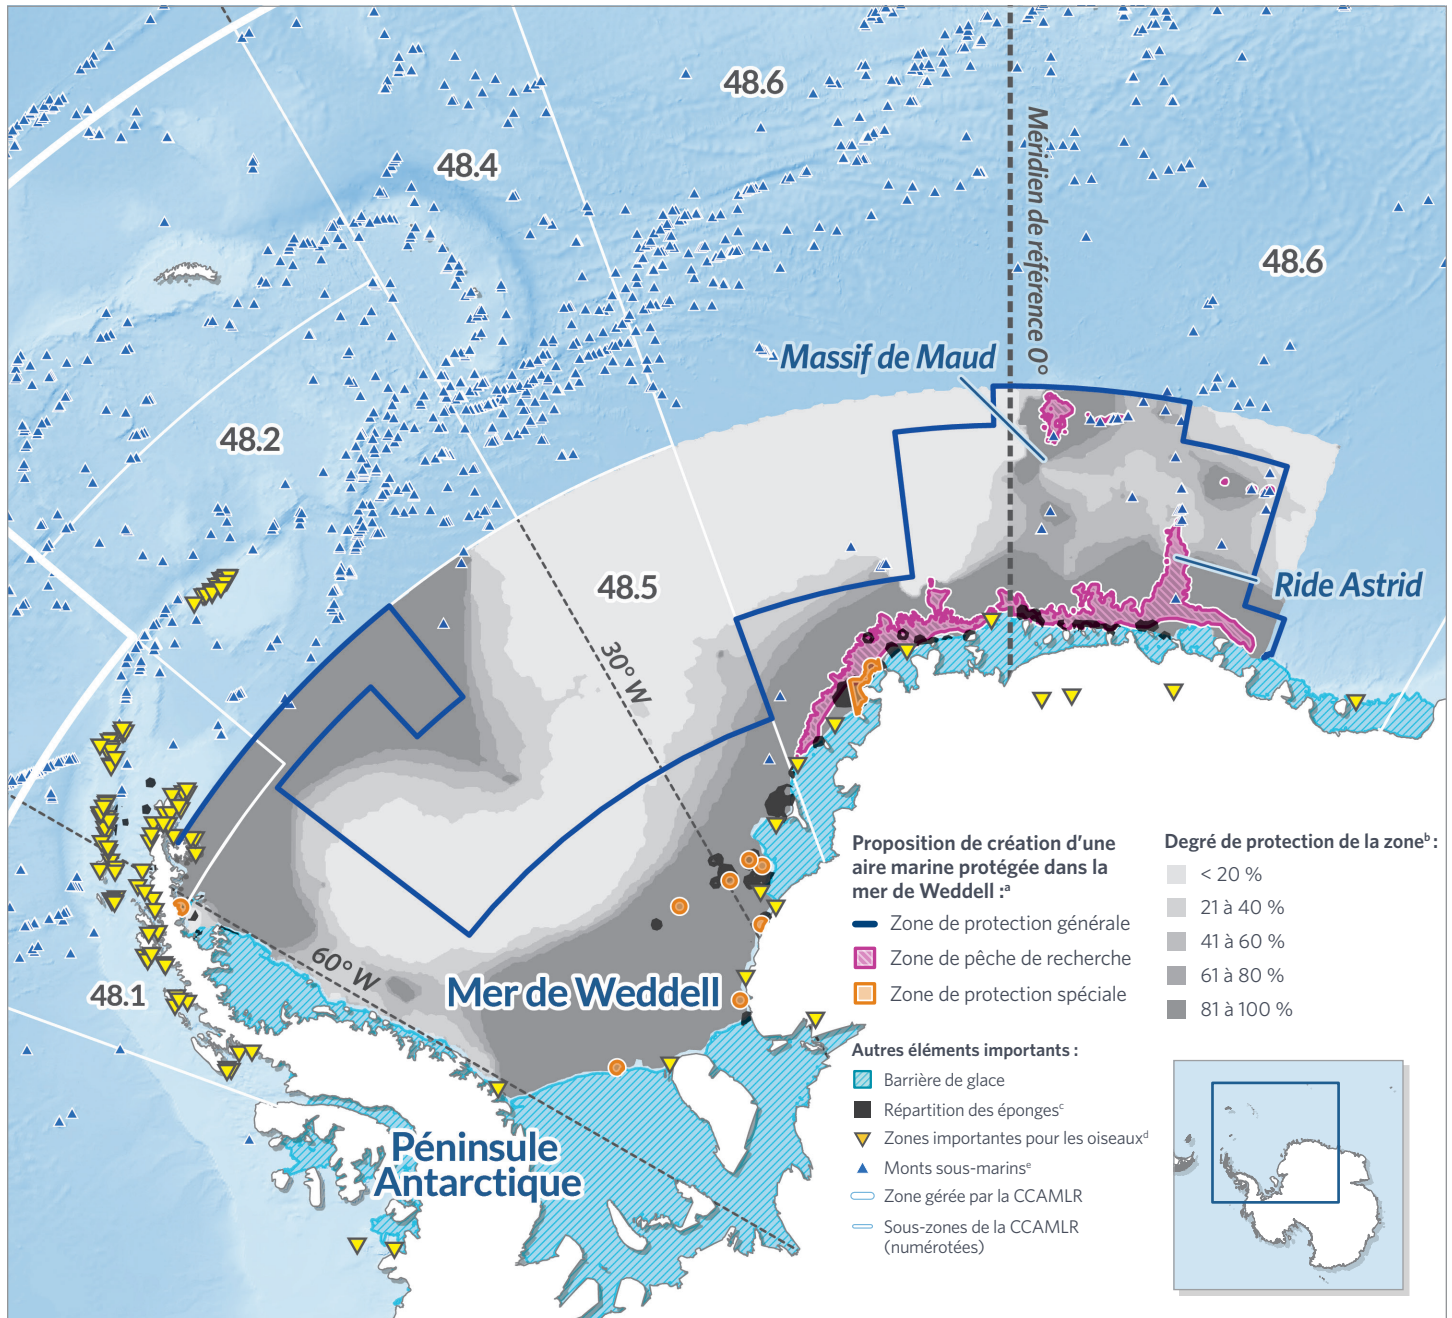 48.6
48.4
Méridien de référence 0°
48.6
Massif de Maud
48.2
48.5
Ride Astrid
30° W
60° W
Mer de Weddell
48.1
Péninsule
Antarctique
Proposition de création d'une
aire marine protégée dans la
mer de Weddell :ᵃ
Zone de protection générale
Zone de pêche de recherche
Zone de protection spéciale
Autres éléments importants :
Barrière de glace
Répartition des épongesᶜ
Zones importantes pour les oiseauxᵈ
Monts sous-marinsᵉ
Zone gérée par la CCAMLR
Sous-zones de la CCAMLR
(numérotées)
Degré de protection de la zoneᵇ :
< 20 %
21 à 40 %
41 à 60 %
61 à 80 %
81 à 100 %